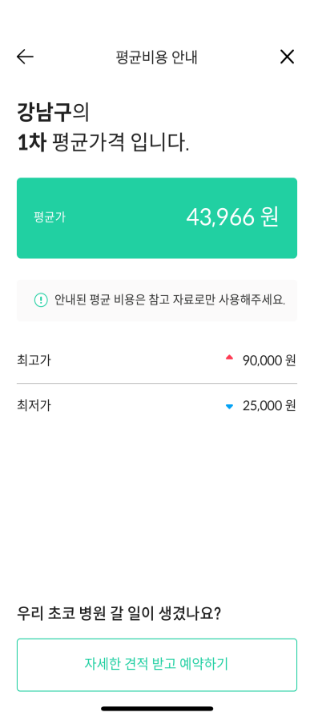 평균비용 안내
강남구의
1차 평균가격 입니다.
평균가 43,966 원
안내된 평균 비용은 참고 자료로만 사용해주세요.
최고가 90,000 원
최저가 25,000 원
우리 초코 병원 갈 일이 생겼나요?
자세한 견적 받고 예약하기